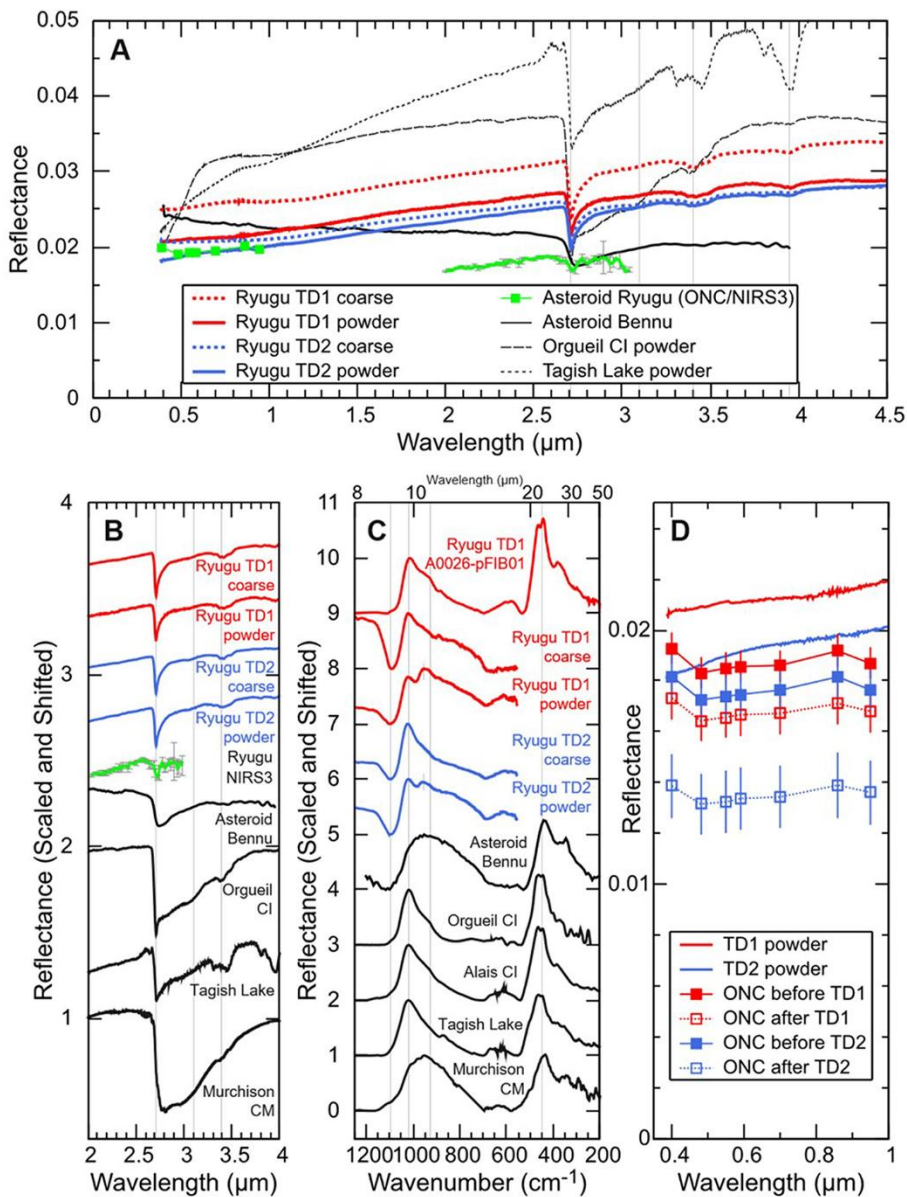 A
0.05
0.04
0.03
0.02
0.01
0
Reflectance
Ryugu TD1 coarse
Ryugu TD1 powder
Ryugu TD2 coarse
Ryugu TD2 powder
Asteroid Ryugu (ONC/NIRS3)
Asteroid Bennu
Orgueil CI powder
Tagish Lake powder
0 0.5 1 1.5 2 2.5 3 3.5 4 4.5
Wavelength (μm)
B
4
3
2
1
Reflectance (Scaled and Shifted)
Ryugu TD1
coarse
Ryugu TD1
powder
Ryugu TD2
coarse
Ryugu TD2
powder
Ryugu
NIRS3
Asteroid
Bennu
Orgueil
CI
Tagish Lake
Murchison
CM
2 2.5 3 3.5 4
Wavelength (μm)
Wavelength (μm)
8 10 20 30 50
C
11
10
9
8
7
6
5
4
3
2
1
0
Reflectance (Scaled and Shifted)
Ryugu TD1
A0026-pFIB01
Ryugu TD1
coarse
Ryugu TD1
powder
Ryugu TD2
coarse
Ryugu TD2
powder
Asteroid
Bennu
Orgueil CI
Alais CI
Tagish Lake
Murchison
CM
1200 1000 800 600 400 200
Wavenumber (cm-1)
D
0.02
0.01
0
Reflectance
TD1 powder
TD2 powder
ONC before TD1
ONC after TD1
ONC before TD2
ONC after TD2
0.4 0.6 0.8 1
Wavelength (μm)